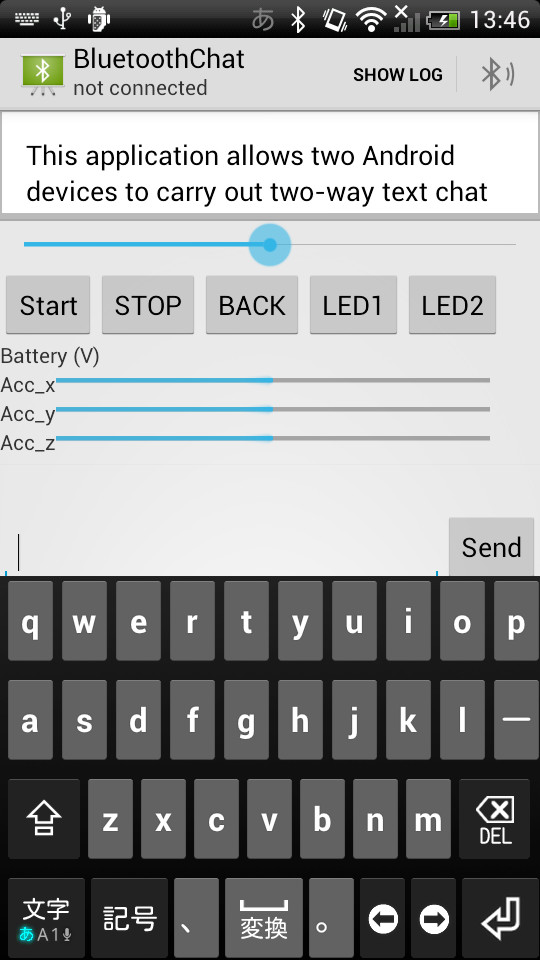 あ 13:46
BluetoothChat
not connected
SHOW LOG
This application allows two Android
devices to carry out two-way text chat
Start STOP BACK LED1 LED2
Battery (V)
Acc_x
Acc_y
Acc_z
Send
q w e r t y u i o p
a s d f g h j k l ー
z x c v b n m DEL
文字 記号 、 変換 。
あA1